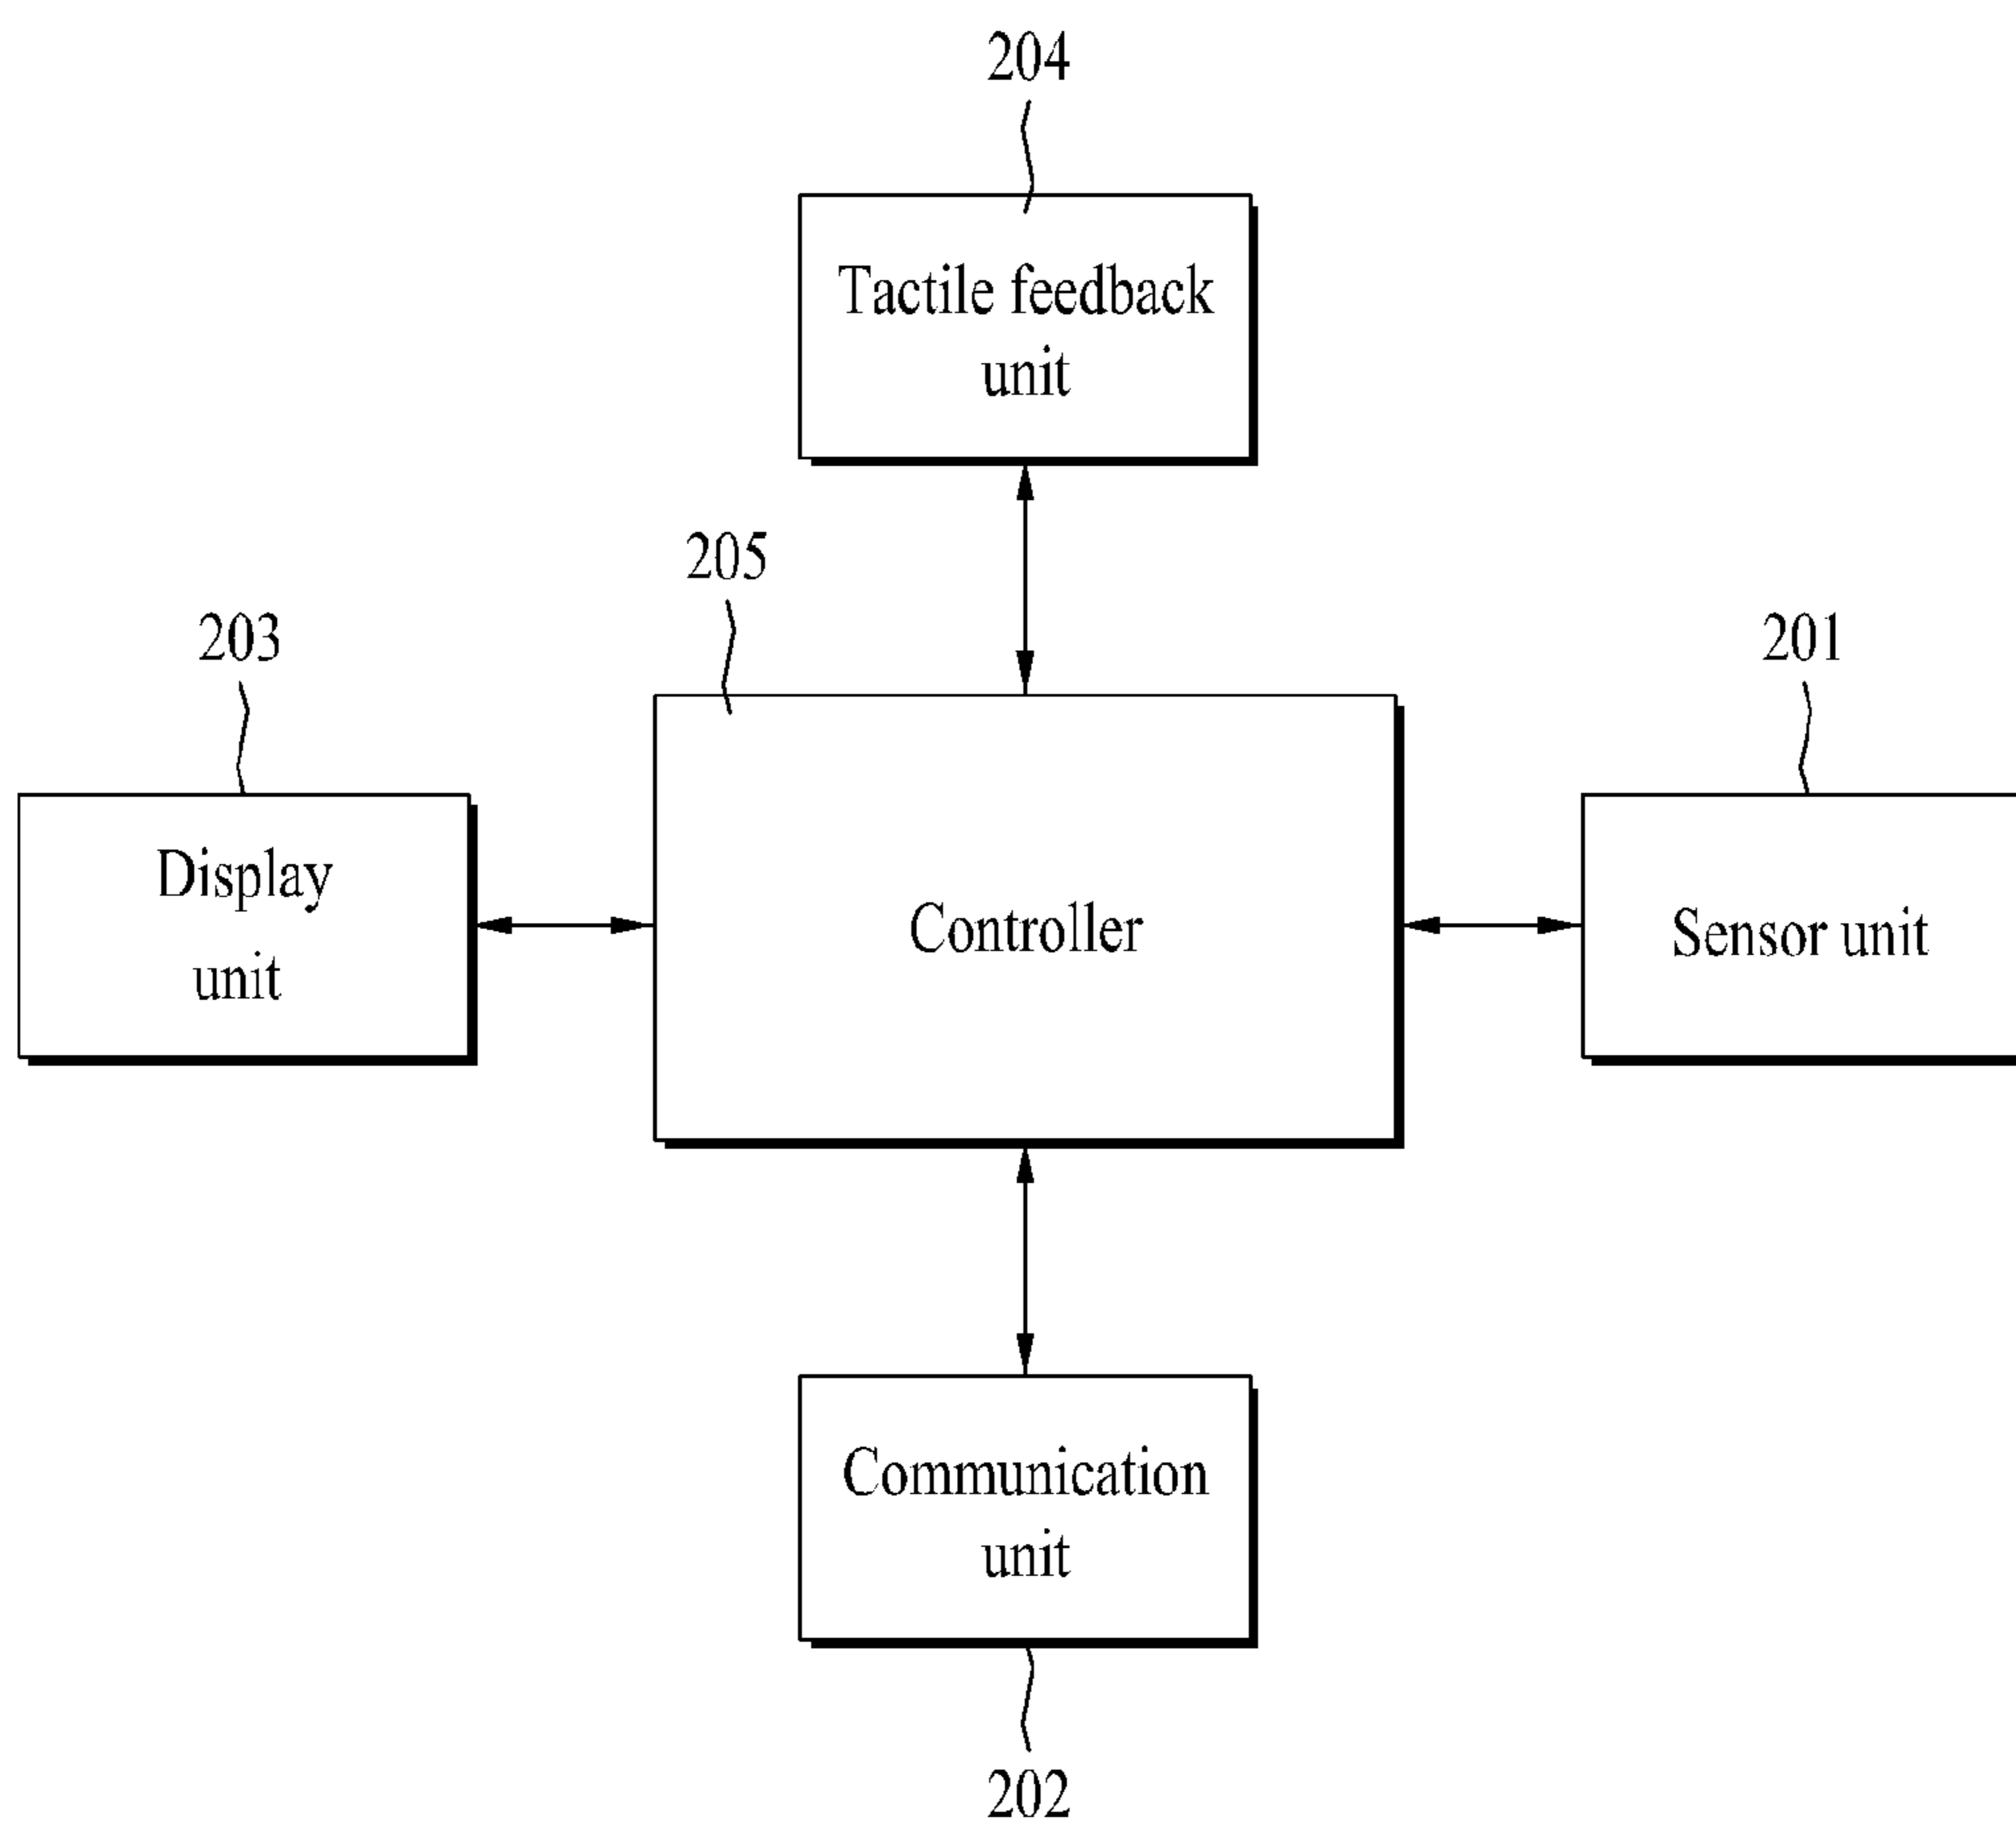 204
Tactile feedback
unit
205
203
201
Display
unit
Controller
Sensor unit
Communication
unit
202